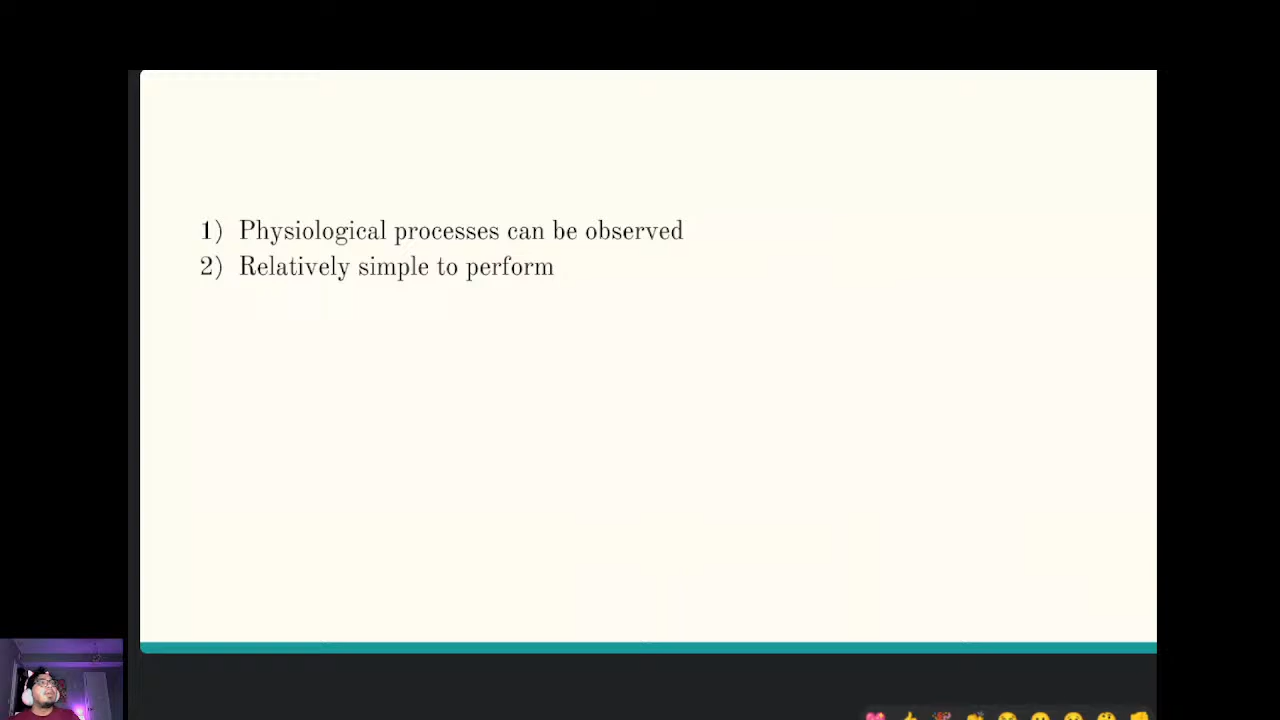 1) Physiological processes can be observed
2) Relatively simple to perform